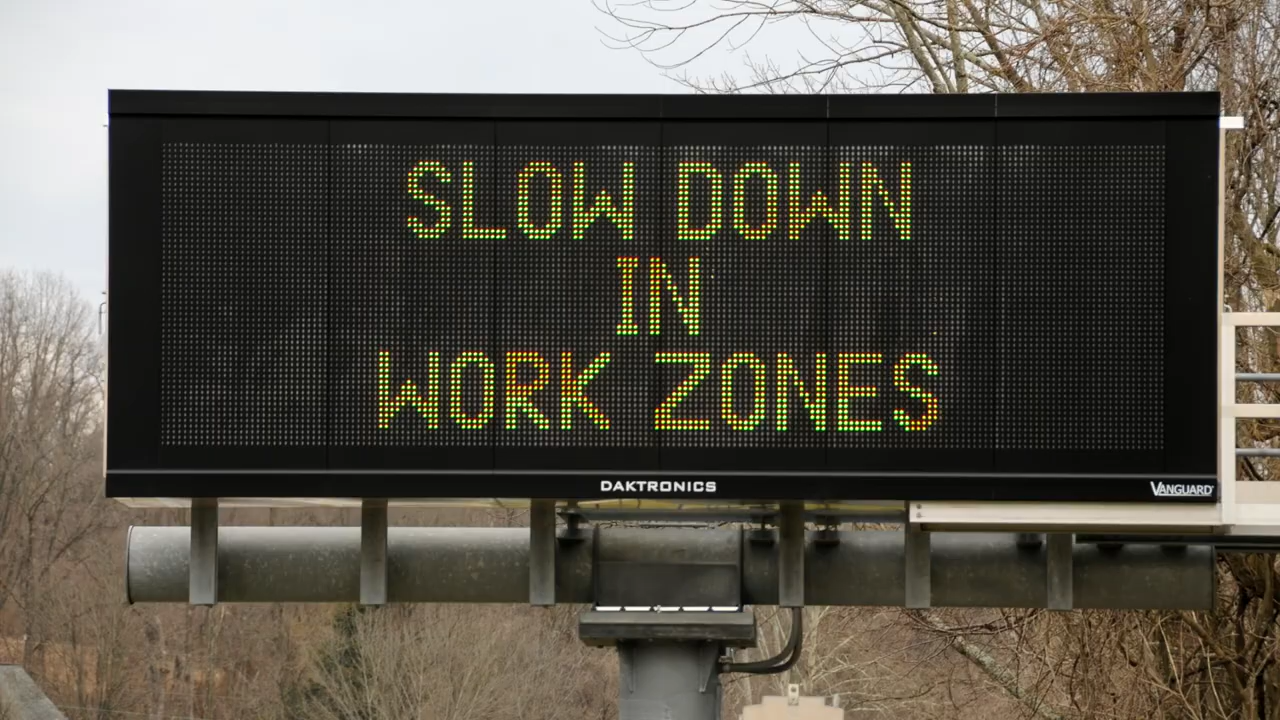 SLOW DOWN
IN
WORK ZONES
DAKTRONICS
VANGUARD